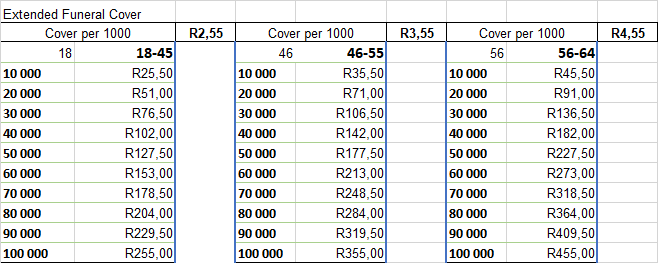 Extended Funeral Cover
Cover per 1000 R2,55 Cover per 1000 R3,55 Cover per 1000 R4,55
18 18-45 46 46-55 56 56-64
10 000 R25,50 10 000 R35,50 10 000 R45,50
20 000 R51,00 20 000 R71,00 20 000 R91,00
30 000 R76,50 30 000 R106,50 30 000 R136,50
40 000 R102,00 40 000 R142,00 40 000 R182,00
50 000 R127,50 50 000 R177,50 50 000 R227,50
60 000 R153,00 60 000 R213,00 60 000 R273,00
70 000 R178,50 70 000 R248,50 70 000 R318,50
80 000 R204,00 80 000 R284,00 80 000 R364,00
90 000 R229,50 90 000 R319,50 90 000 R409,50
100 000 R255,00 100 000 R355,00 100 000 R455,00